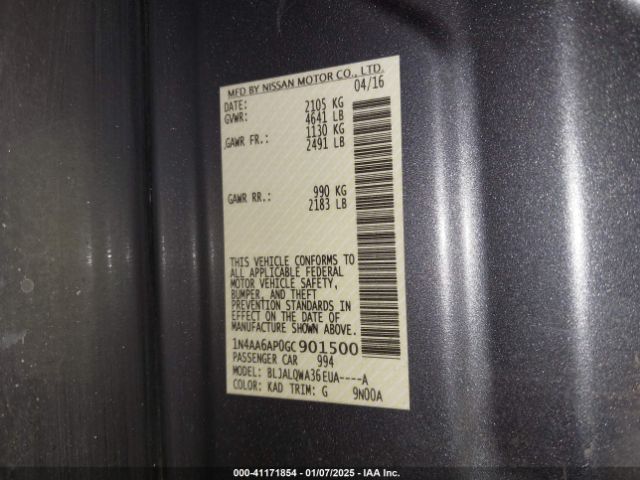 MFD BY NISSAN MOTOR CO., LTD.
DATE: 04/16
GVWR: 2105 KG
4641 LB
GAWR FR.: 1130 KG
2491 LB
GAWR RR.: 990 KG
2183 LB
THIS VEHICLE CONFORMS TO
ALL APPLICABLE FEDERAL
MOTOR VEHICLE SAFETY,
BUMPER, AND THEFT
PREVENTION STANDARDS IN
EFFECT ON THE DATE OF
MANUFACTURE SHOWN ABOVE.
1N4AA6AP0GC901500
PASSENGER CAR 994
MODEL: BLJALQWA36EUA----A
COLOR: KAD TRIM: G 9N00A
000-41171854 | 01/07/2025 | IAA Inc.